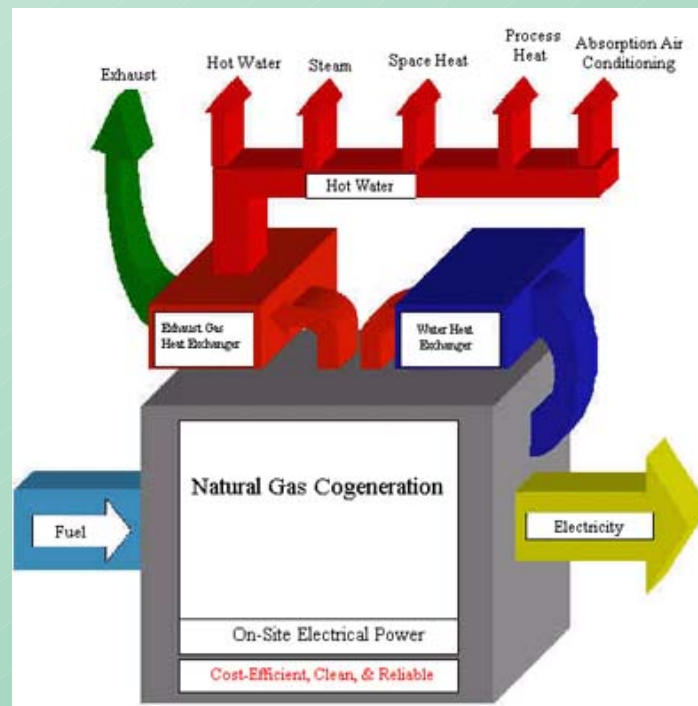 Exhaust
Hot Water
Steam
Space Heat
Process
Heat
Absorption Air
Conditioning
Hot Water
Exhaust Gas
Heat Exchanger
Water Heat
Exchanger
Natural Gas Cogeneration
Fuel
Electricity
On-Site Electrical Power
Cost-Efficient, Clean, & Reliable